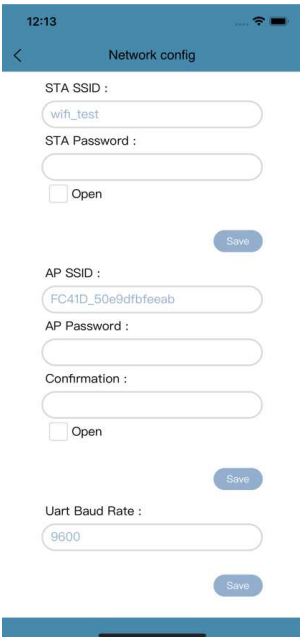 12:13
Network config
STA SSID :
wifi_test
STA Password :
Open
Save
AP SSID :
FC41D_50e9dfbfeeab
AP Password :
Confirmation :
Open
Save
Uart Baud Rate :
9600
Save